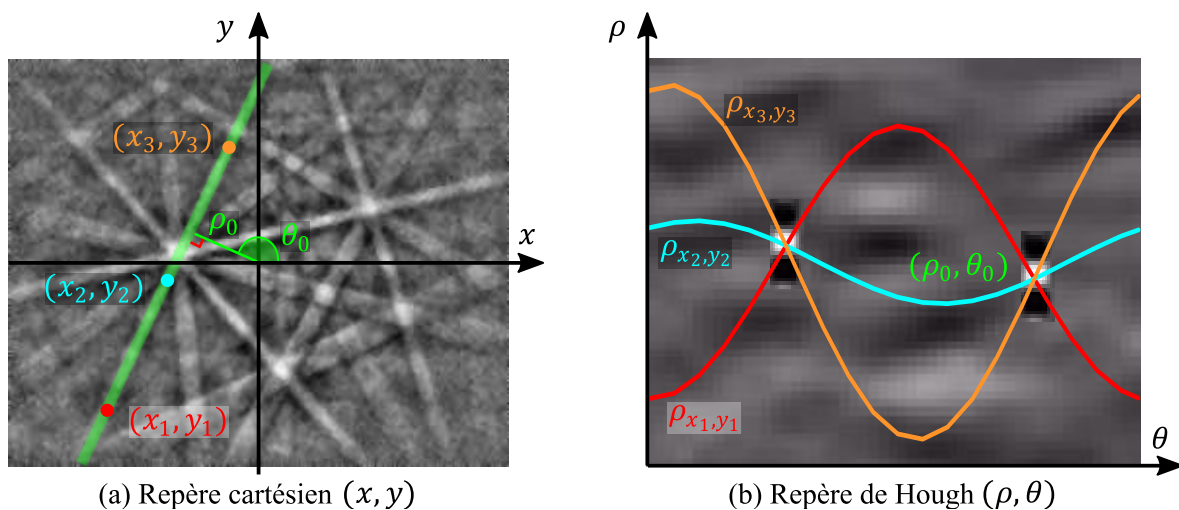 y
(x₃, y₃)
ρ₀
θ₀
x
(x₂, y₂)
(x₁, y₁)
(a) Repère cartésien (x, y)
ρ
ρₓ₃,y₃
ρₓ₂,y₂
(ρ₀, θ₀)
ρₓ₁,y₁
θ
(b) Repère de Hough (ρ, θ)